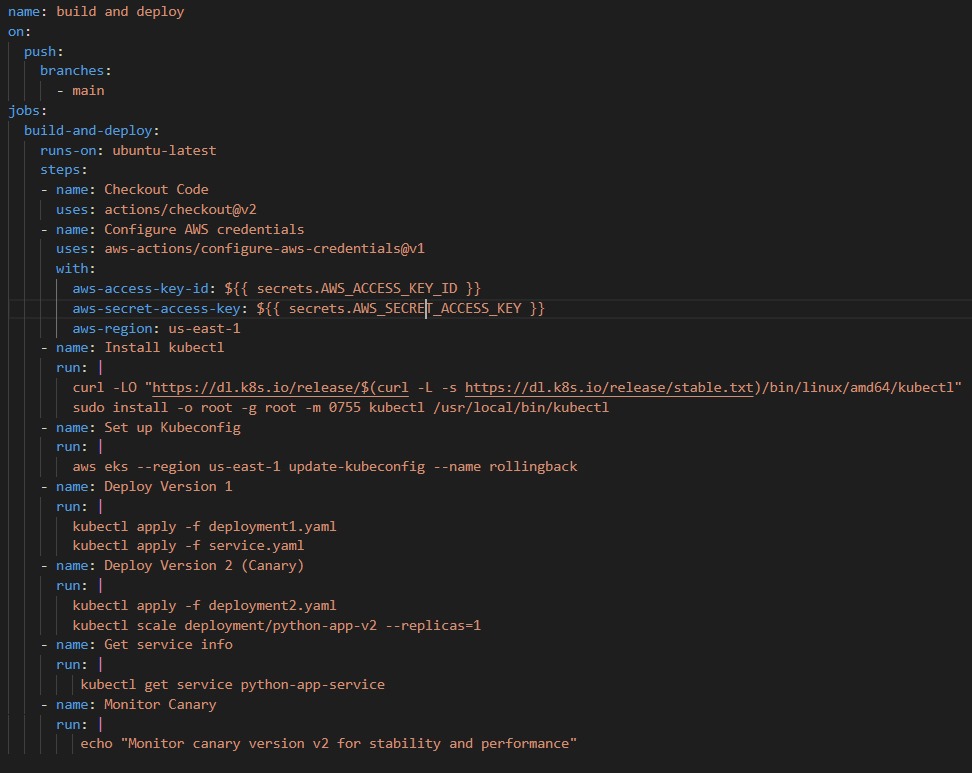 name: build and deploy
on:
  push:
    branches:
      - main
jobs:
  build-and-deploy:
    runs-on: ubuntu-latest
    steps:
    - name: Checkout Code
      uses: actions/checkout@v2
    - name: Configure AWS credentials
      uses: aws-actions/configure-aws-credentials@v1
      with:
        aws-access-key-id: ${{ secrets.AWS_ACCESS_KEY_ID }}
        aws-secret-access-key: ${{ secrets.AWS_SECRET_ACCESS_KEY }}
        aws-region: us-east-1
    - name: Install kubectl
      run: |
        curl -LO "https://dl.k8s.io/release/$(curl -L -s https://dl.k8s.io/release/stable.txt)/bin/linux/amd64/kubectl"
        sudo install -o root -g root -m 0755 kubectl /usr/local/bin/kubectl
    - name: Set up Kubeconfig
      run: |
        aws eks --region us-east-1 update-kubeconfig --name rollingback
    - name: Deploy Version 1
      run: |
        kubectl apply -f deployment1.yaml
        kubectl apply -f service.yaml
    - name: Deploy Version 2 (Canary)
      run: |
        kubectl apply -f deployment2.yaml
        kubectl scale deployment/python-app-v2 --replicas=1
    - name: Get service info
      run: |
         kubectl get service python-app-service
    - name: Monitor Canary
      run: |
         echo "Monitor canary version v2 for stability and performance"